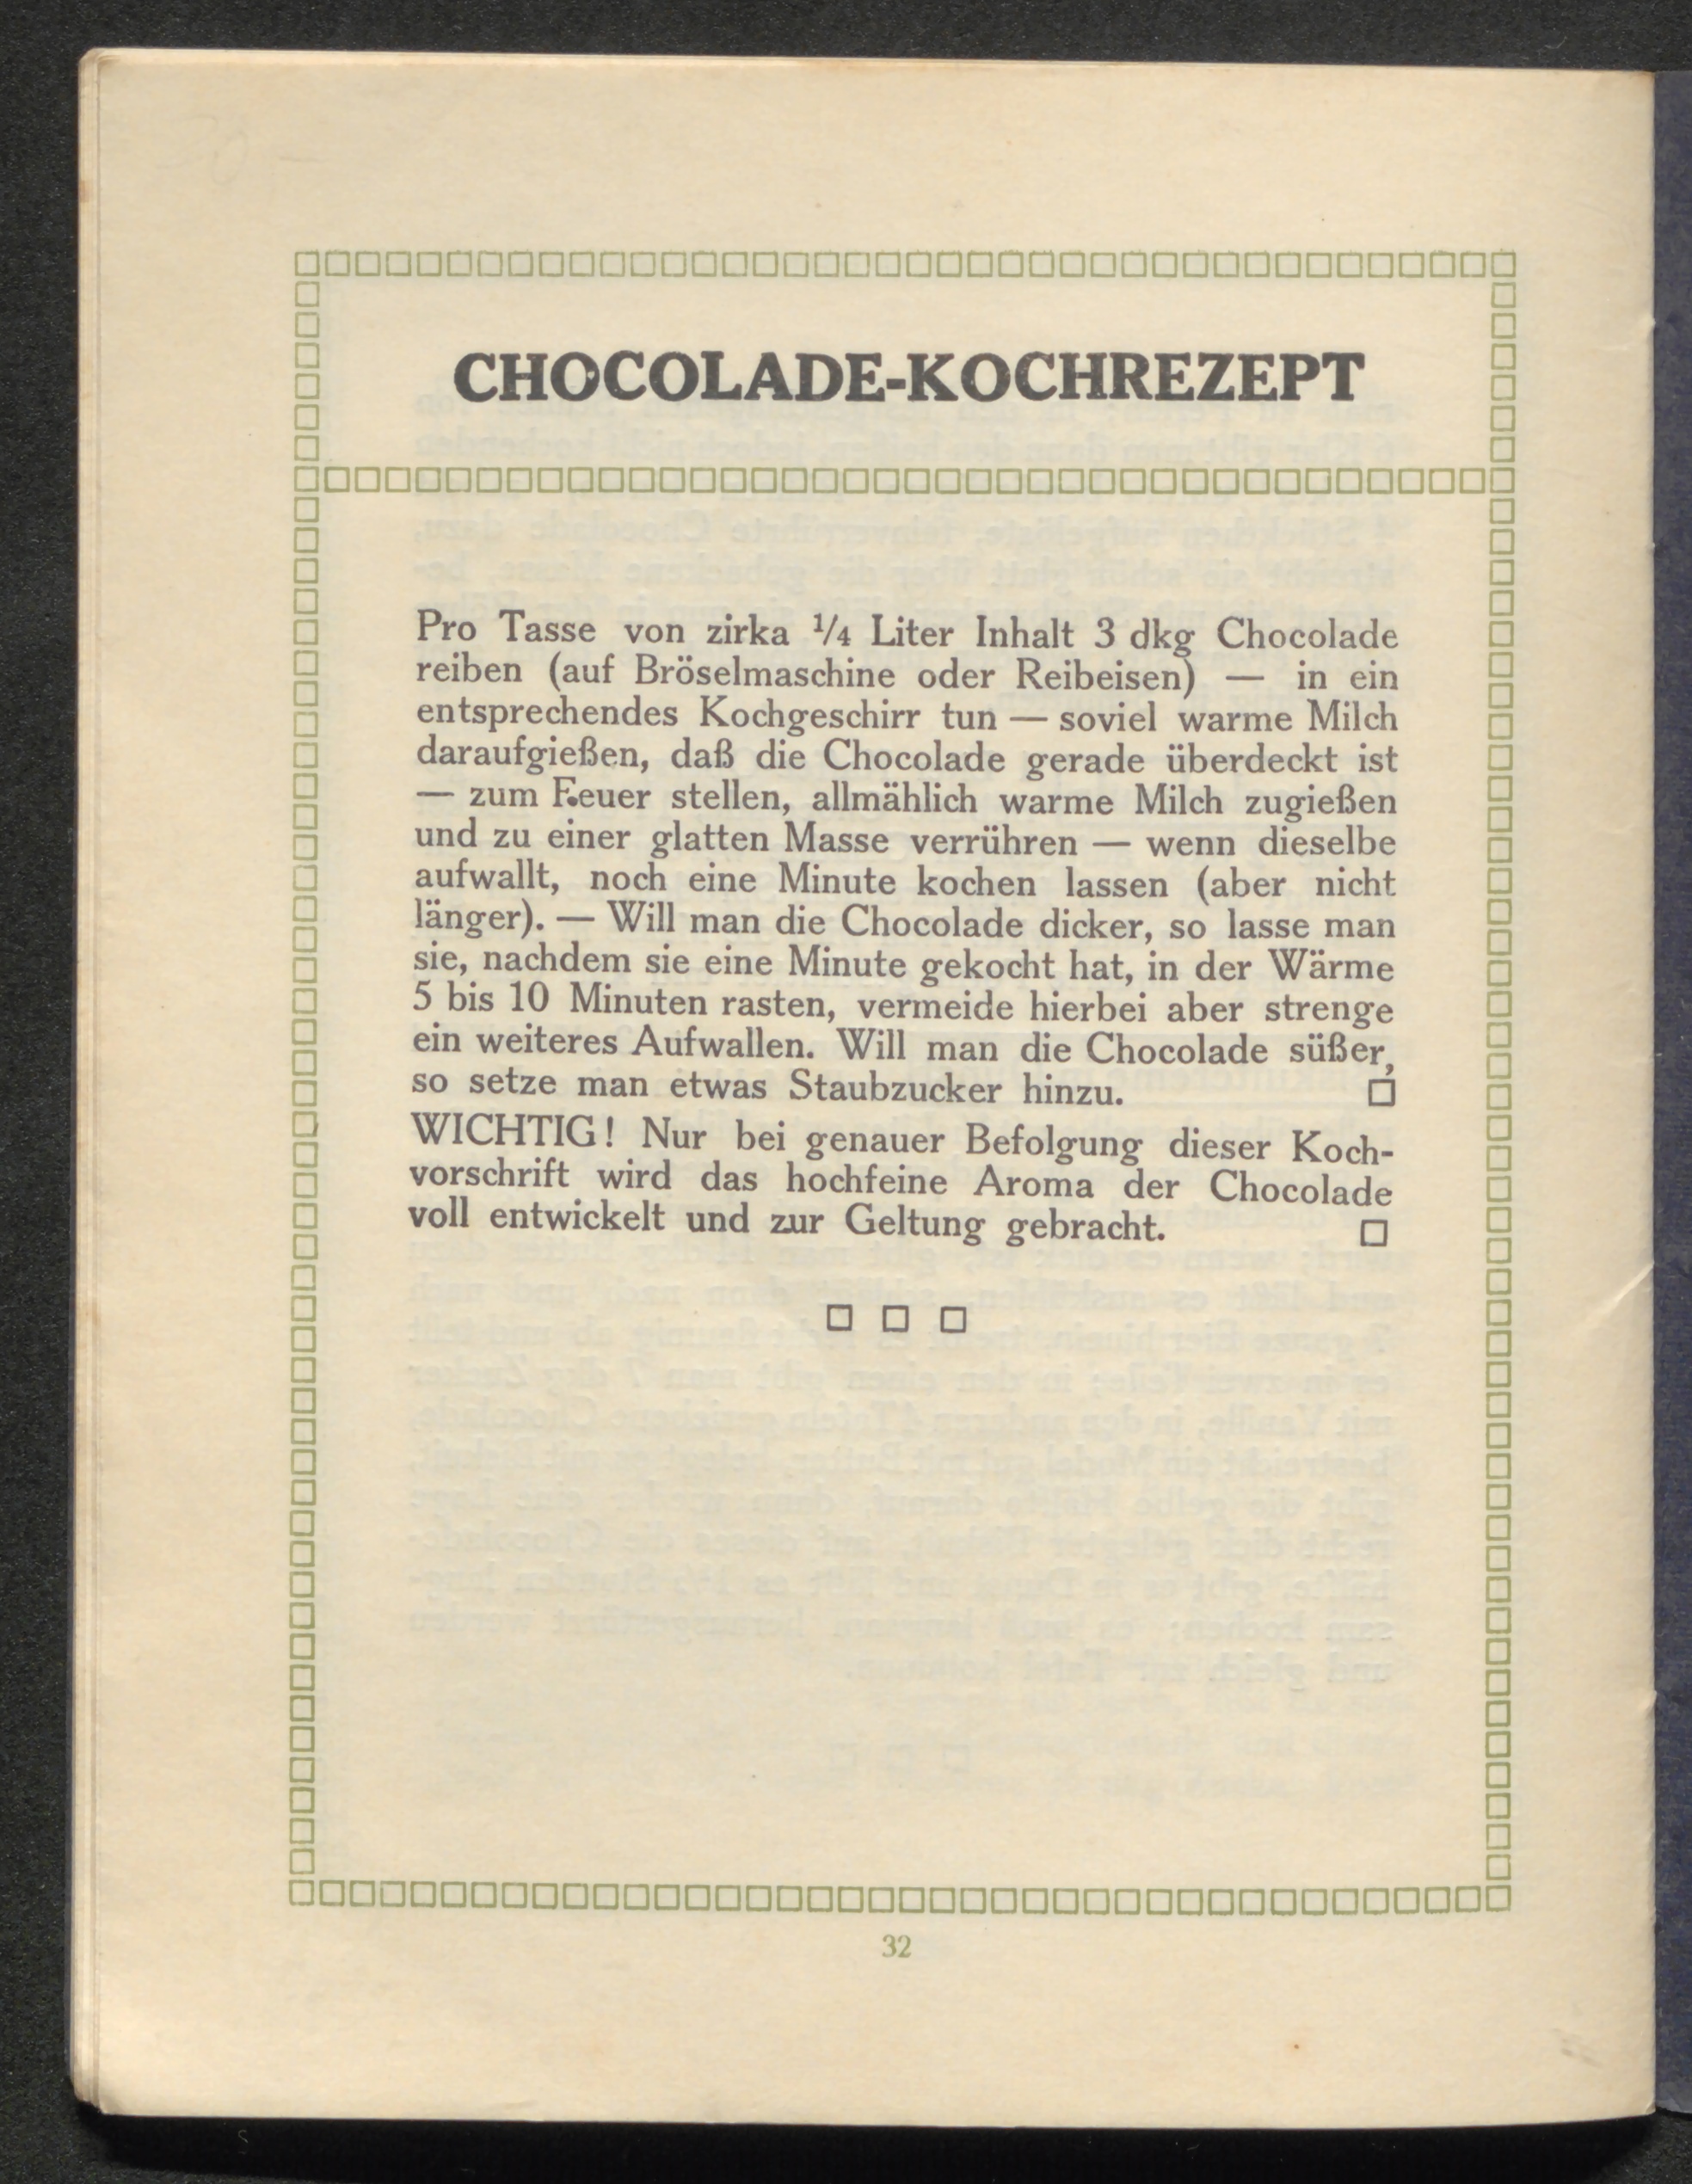 CHOCOLADE-KOCHREZEPT
Pro Tasse von zirka ¼ Liter Inhalt 3 dkg Chocolade
reiben (auf Bröselmaschine oder Reibeisen) — in ein
entsprechendes Kochgeschirr tun — soviel warme Milch
daraufgießen, daß die Chocolade gerade überdeckt ist
— zum Feuer stellen, allmählich warme Milch zugießen
und zu einer glatten Masse verrühren — wenn dieselbe
aufwallt, noch eine Minute kochen lassen (aber nicht
länger). — Will man die Chocolade dicker, so lasse man
sie, nachdem sie eine Minute gekocht hat, in der Wärme
5 bis 10 Minuten rasten, vermeide hierbei aber strenge
ein weiteres Aufwallen. Will man die Chocolade süßer,
so setze man etwas Staubzucker hinzu.
WICHTIG! Nur bei genauer Befolgung dieser Koch-
vorschrift wird das hochfeine Aroma der Chocolade
voll entwickelt und zur Geltung gebracht.
32